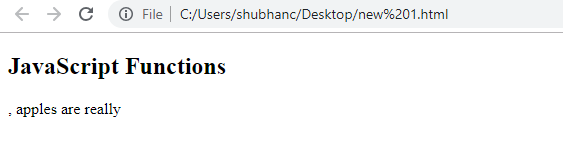 File | C:/Users/shubhanc/Desktop/new%201.html
JavaScript Functions
, apples are really